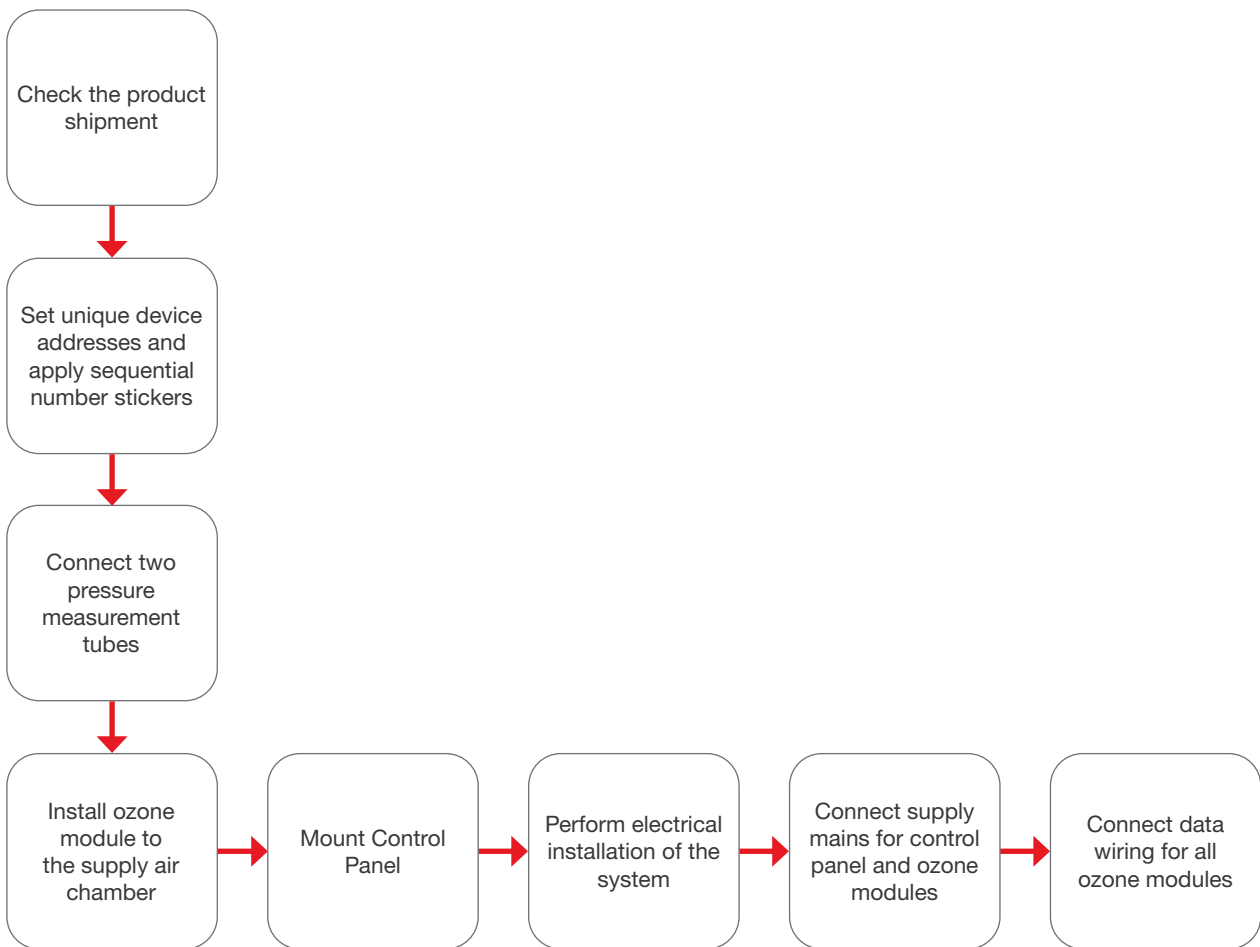 Check the product
shipment
Set unique device
addresses and
apply sequential
number stickers
Connect two
pressure
measurement
tubes
Install ozone
module to
the supply air
chamber
Mount Control
Panel
Perform electrical
installation of the
system
Connect supply
mains for control
panel and ozone
modules
Connect data
wiring for all
ozone modules